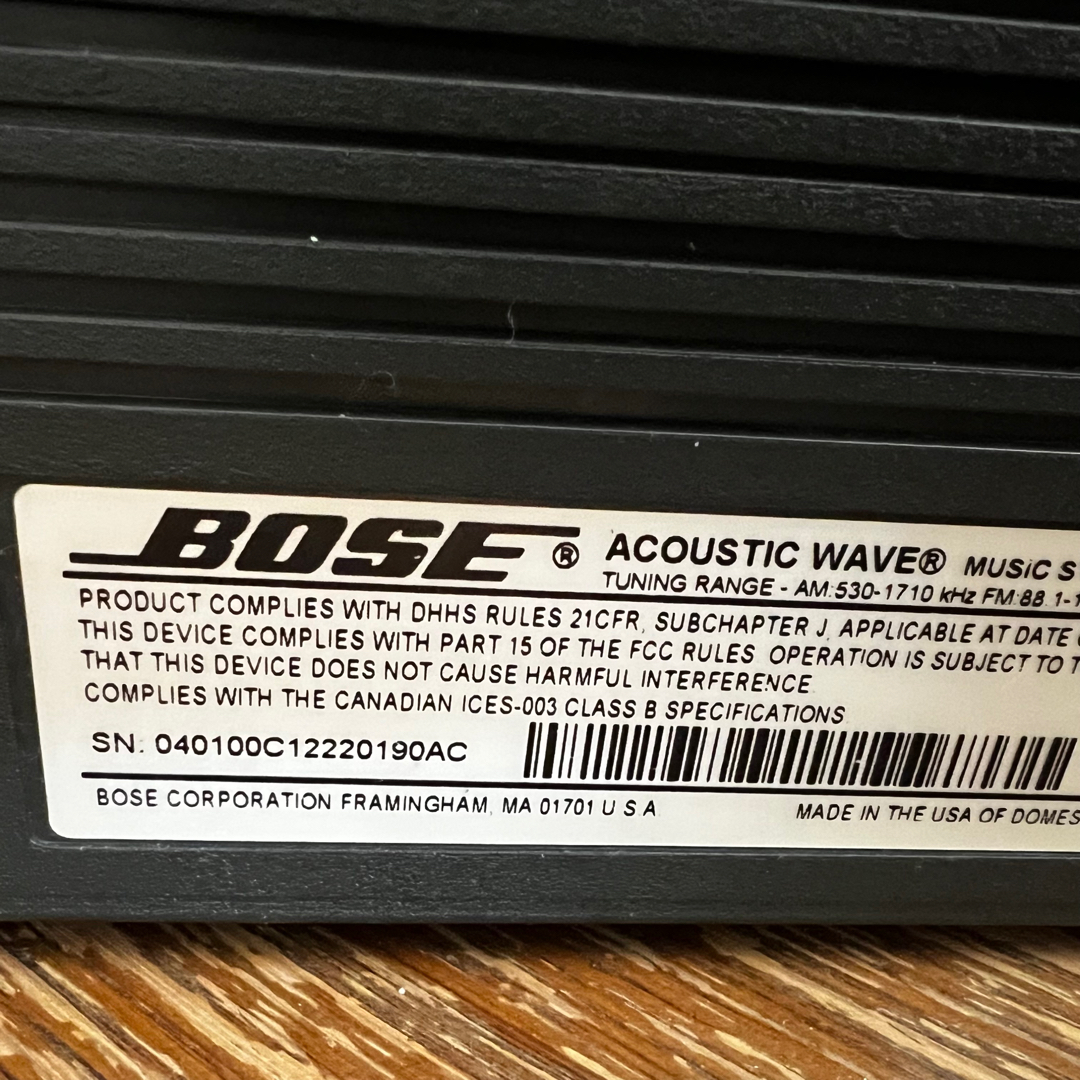 BOSE®
ACOUSTIC WAVE® MUSIC S
TUNING RANGE - AM:530-1710 kHz FM:88.1-1
PRODUCT COMPLIES WITH DHHS RULES 21CFR, SUBCHAPTER J, APPLICABLE AT DATE
THIS DEVICE COMPLIES WITH PART 15 OF THE FCC RULES. OPERATION IS SUBJECT TO T
THAT THIS DEVICE DOES NOT CAUSE HARMFUL INTERFERENCE.
COMPLIES WITH THE CANADIAN ICES-003 CLASS B SPECIFICATIONS.
SN: 040100C12220190AC
BOSE CORPORATION FRAMINGHAM, MA 01701 U S A
MADE IN THE USA OF DOMES